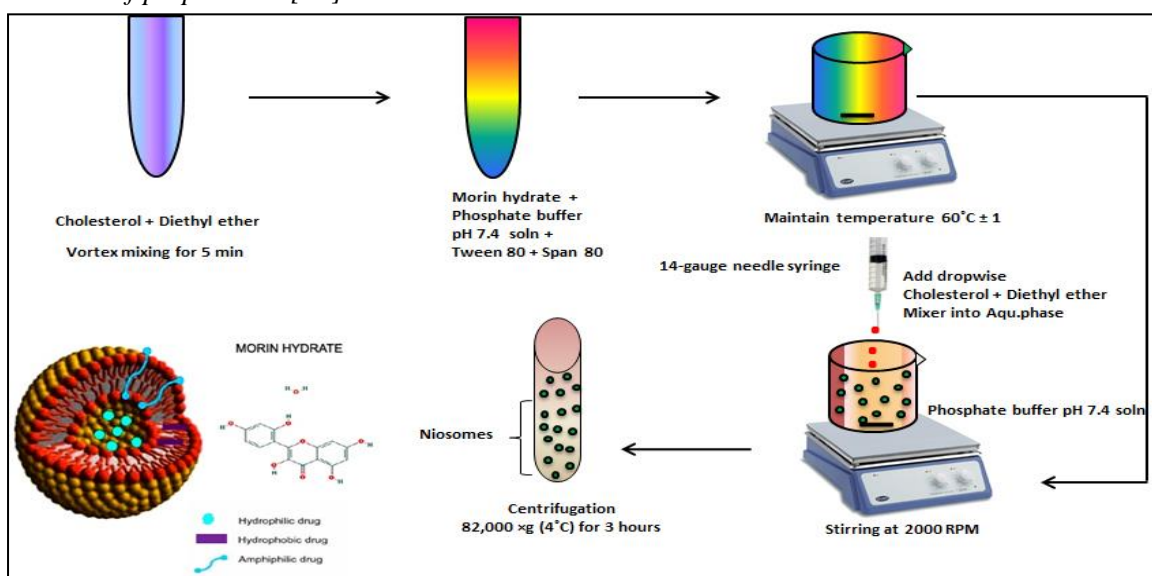 Cholesterol + Diethyl ether
Vortex mixing for 5 min
Morin hydrate +
Phosphate buffer
pH 7.4 soln +
Tween 80 + Span 80
Maintain temperature 60˚C ± 1
14-gauge needle syringe
Add dropwise
Cholesterol + Diethyl ether
Mixer into Aqu.phase
Phosphate buffer pH 7.4 soln
Stirring at 2000 RPM
Niosomes
Centrifugation
82,000 ×g (4˚C) for 3 hours
MORIN HYDRATE
H H
O
H O
O H
O H
O
O H
O
H
O
O
H
Hydrophilic drug
Hydrophobic drug
Amphiphilic drug